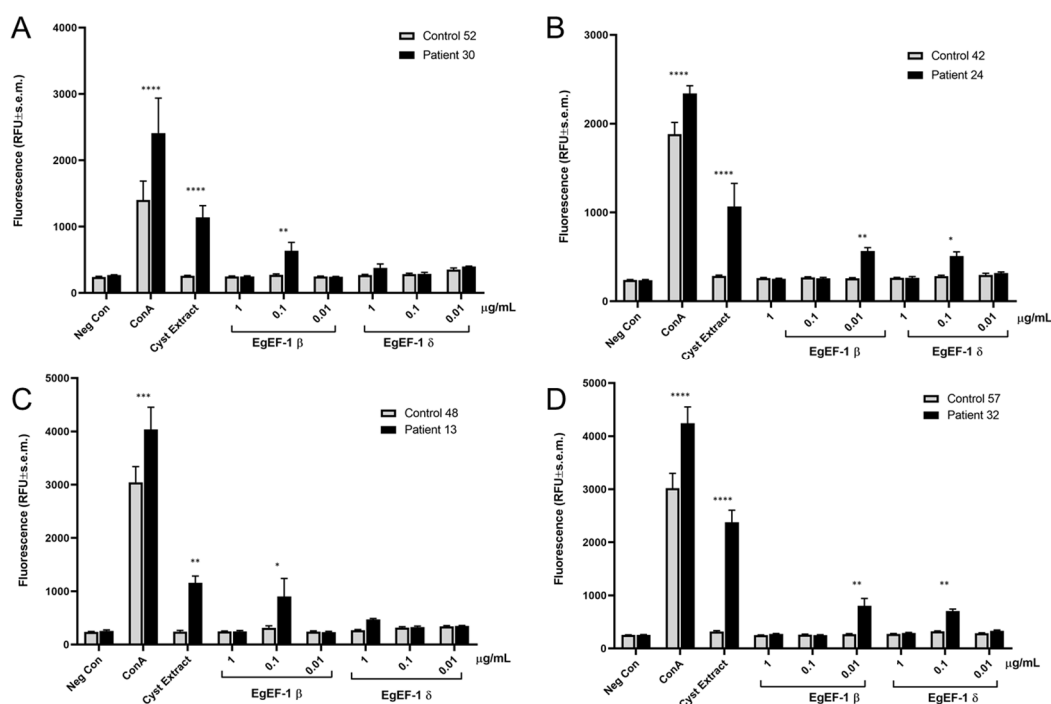 A
Fluorescence (RFU±s.e.m.)
4000
3000
2000
1000
0
Control 52
Patient 30
****
****
**
Neg Con
ConA
Cyst Extract
1
0.1
0.01
1
0.1
0.01
µg/mL
EgEF-1 β
EgEF-1 δ
B
Fluorescence (RFU±s.e.m.)
3000
2000
1000
0
Control 42
Patient 24
****
****
**
*
Neg Con
ConA
Cyst Extract
1
0.1
0.01
1
0.1
0.01
µg/mL
EgEF-1 β
EgEF-1 δ
C
Fluorescence (RFU±s.e.m.)
5000
4000
3000
2000
1000
0
Control 48
Patient 13
***
**
*
Neg Con
ConA
Cyst Extract
1
0.1
0.01
1
0.1
0.01
µg/mL
EgEF-1 β
EgEF-1 δ
D
Fluorescence (RFU±s.e.m.)
5000
4000
3000
2000
1000
0
Control 57
Patient 32
****
****
**
**
Neg Con
ConA
Cyst Extract
1
0.1
0.01
1
0.1
0.01
µg/mL
EgEF-1 β
EgEF-1 δ